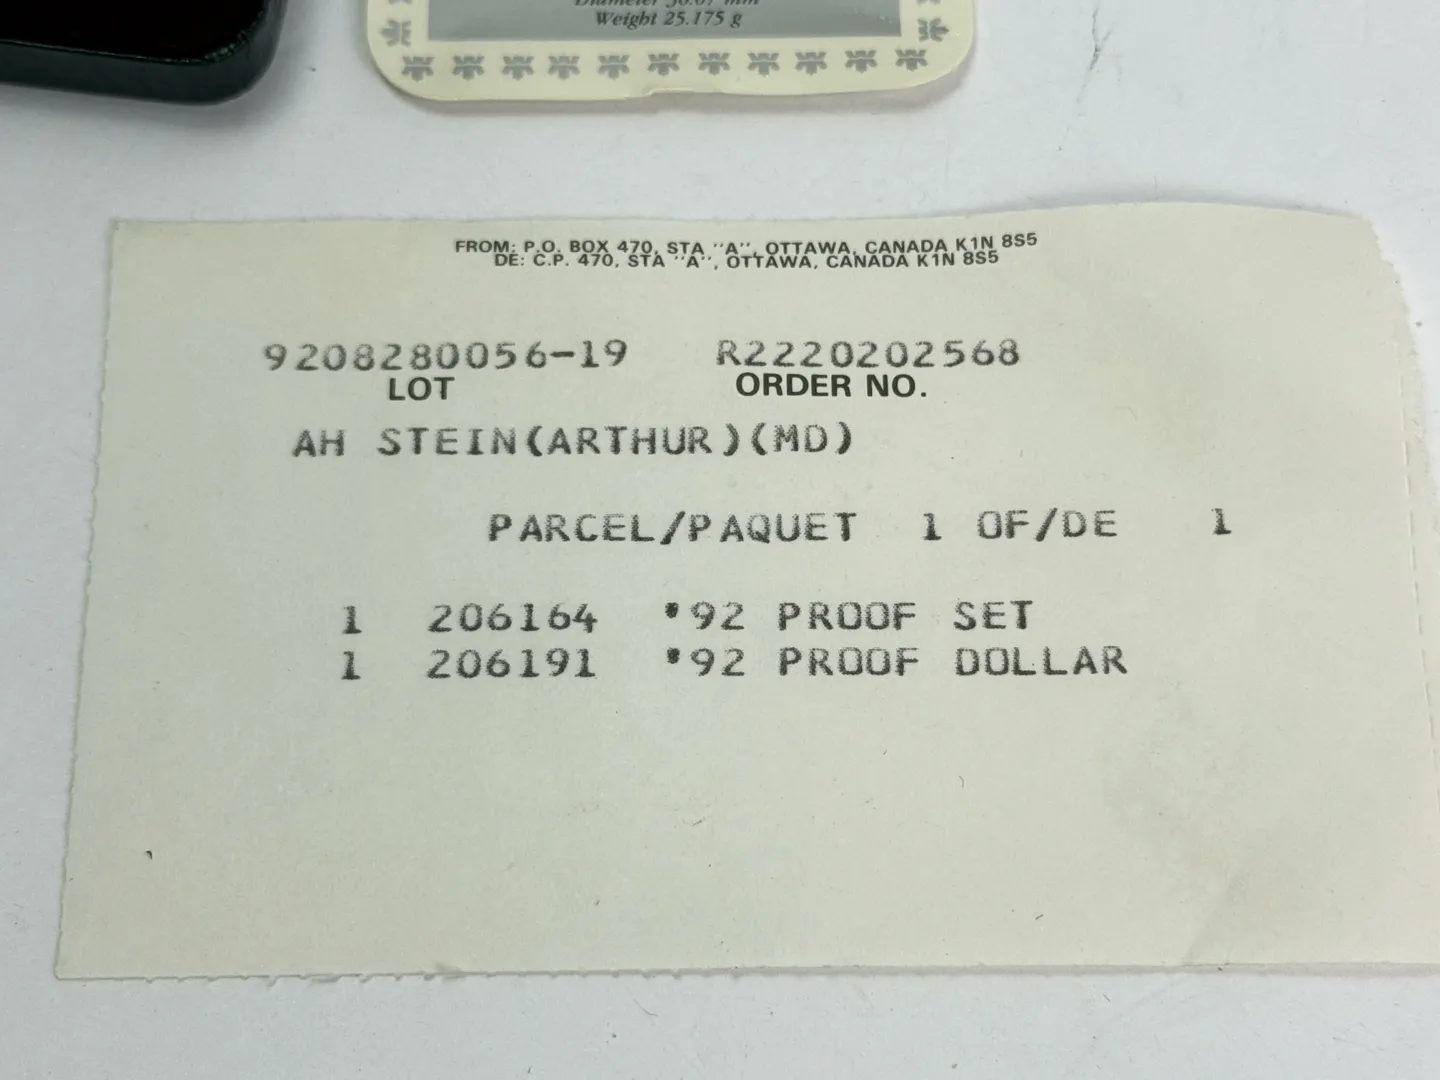 Weight 25.175 g
FROM: P.O. BOX 470, STA "A", OTTAWA, CANADA K1N 8S5
DE: C.P. 470, STA "A", OTTAWA, CANADA K1N 8S5
9208280056-19 R2220202568
LOT ORDER NO.
AH STEIN(ARTHUR)(MD)
PARCEL/PAQUET 1 OF/DE 1
1 206164 '92 PROOF SET
1 206191 '92 PROOF DOLLAR